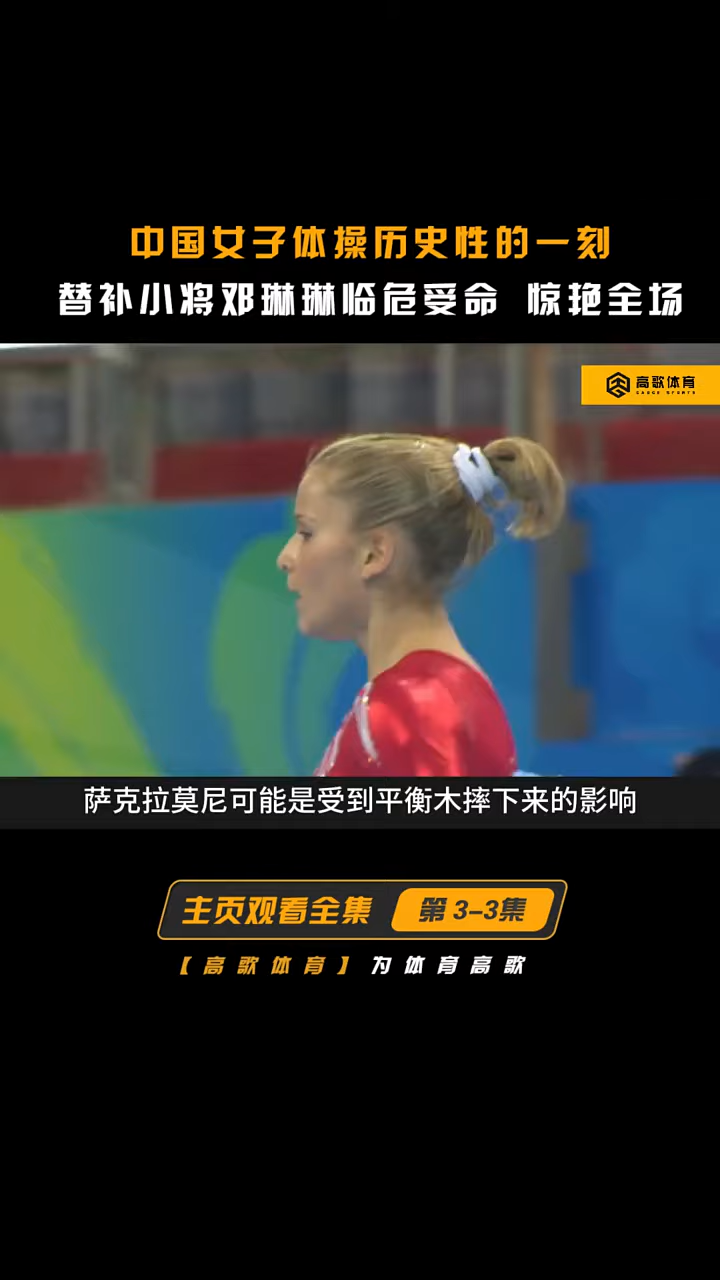 中国女子体操历史性的一刻
替补小将邓琳琳临危受命 惊艳全场
高歌体育
GAOGE SPORTS
萨克拉莫尼可能是受到平衡木摔下来的影响
主页观看全集 第3-3集
【高歌体育】为体育高歌